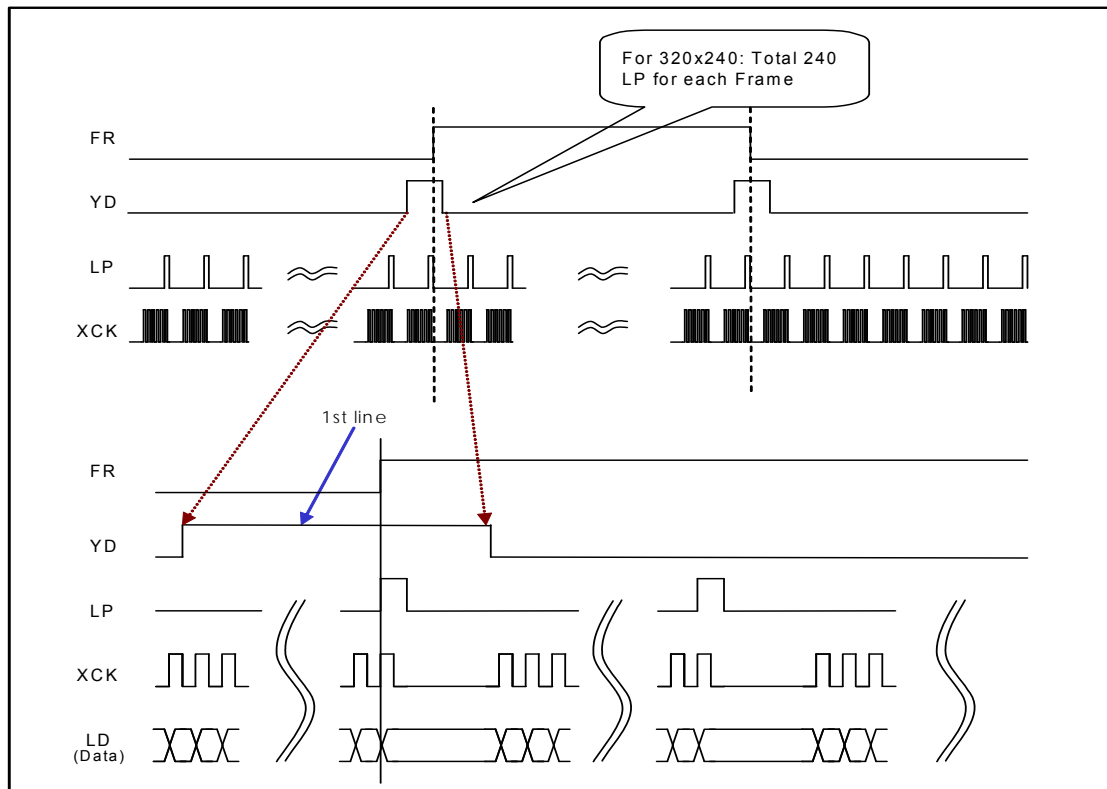 For 320x240: Total 240
LP for each Frame
FR
YD
LP
XCK
1st line
FR
YD
LP
XCK
LD
(Data)